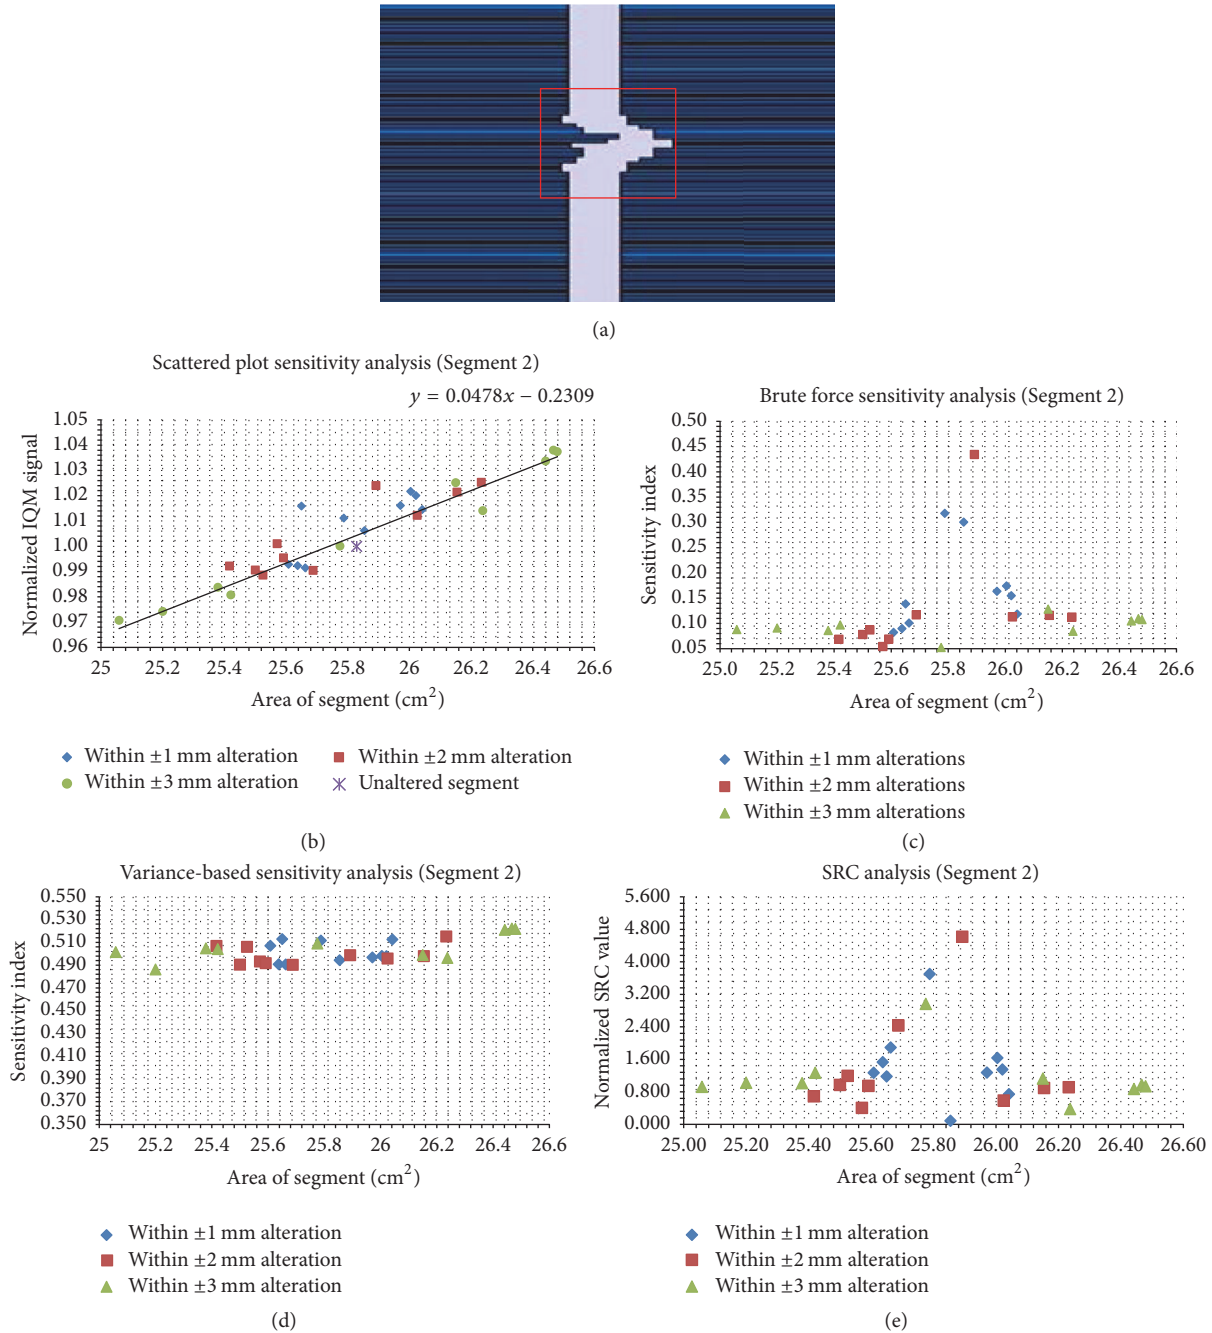 (a)
Scattered plot sensitivity analysis (Segment 2)
y = 0.0478x − 0.2309
Normalized IQM signal
1.05
1.04
1.03
1.02
1.01
1.00
0.99
0.98
0.97
0.96
25 25.4 25.6 25.8 26 26.2 26.4 26.6
Area of segment (cm²)
Within ±1 mm alteration
Within ±2 mm alteration
Within ±3 mm alteration
Unaltered segment
(b)
Brute force sensitivity analysis (Segment 2)
Sensitivity index
0.50
0.45
0.40
0.35
0.30
0.25
0.20
0.15
0.10
0.05
25.0 25.2 25.4 25.6 25.8 26.0 26.2 26.4 26.6
Area of segment (cm²)
Within ±1 mm alterations
Within ±2 mm alterations
Within ±3 mm alterations
(c)
Variance-based sensitivity analysis (Segment 2)
Sensitivity index
0.550
0.530
0.510
0.490
0.470
0.450
0.430
0.410
0.390
0.370
0.350
25 25.2 25.4 25.6 25.8 26 26.2 26.4 26.6
Area of segment (cm²)
Within ±1 mm alteration
Within ±2 mm alteration
Within ±3 mm alteration
(d)
SRC analysis (Segment 2)
Normalized SRC value
5.600
4.800
4.000
3.200
2.400
1.600
0.800
0.000
25.00 25.20 25.40 25.60 25.80 26.00 26.20 26.40 26.60
Area of segment (cm²)
Within ±1 mm alteration
Within ±2 mm alteration
Within ±3 mm alteration
(e)